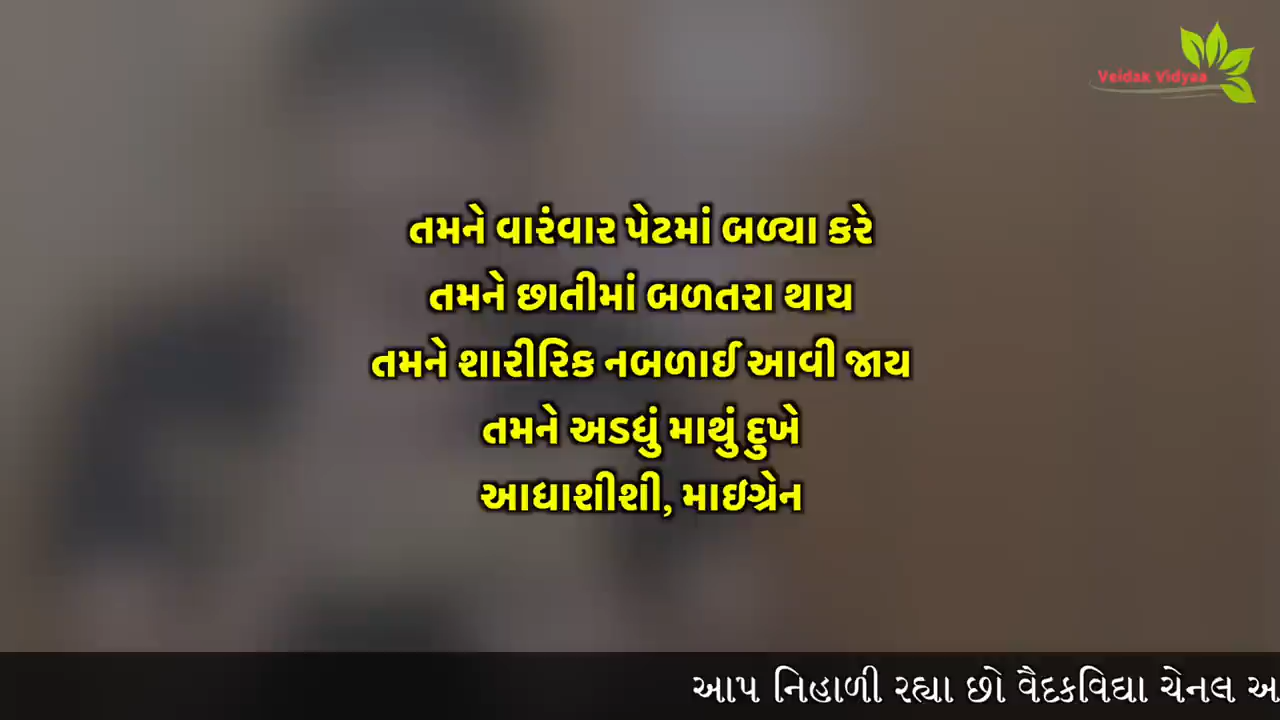 Veidak Vidyaa
તમને વારંવાર પેટમાં બળ્યા કરે
તમને છાતીમાં બળતરા થાય
તમને શારીરિક નબળાઈ આવી જાય
તમને અડધું માથું દુખે
આધાશીશી, માઇગ્રેન
આપ નિહાળી રહ્યા છો વૈદકવિદ્યા ચેનલ અ